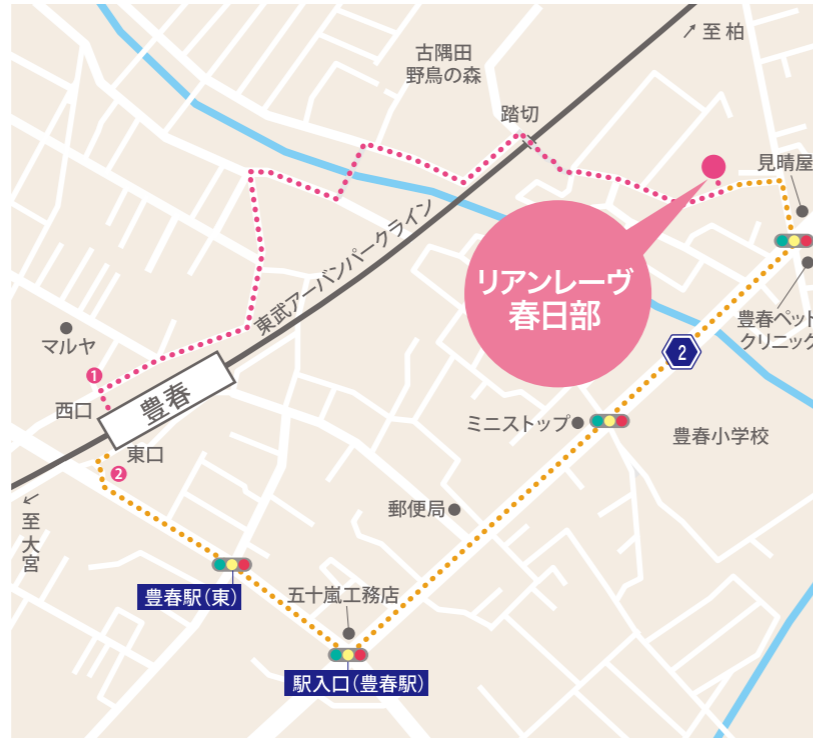 ↗至柏
古隅田
野鳥の森
踏切
見晴屋
東武アーバンパークライン
リアンレーヴ
春日部
豊春ペット
クリニック
マルヤ
2
1
豊春
西口
ミニストップ
豊春小学校
東口
2
郵便局
↙至大宮
豊春駅(東)
五十嵐工務店
駅入口(豊春駅)